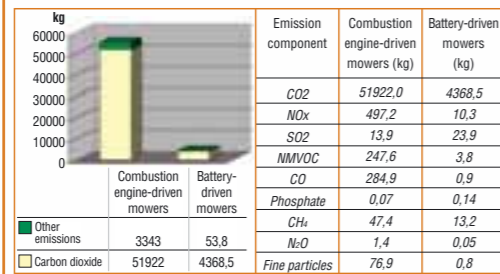 kg
60000
50000
40000
30000
20000
10000
0
Combustion engine-driven mowers
Battery-driven mowers
Other emissions 3343 53,8
Carbon dioxide 51922 4368,5
Emission component Combustion engine-driven mowers (kg) Battery-driven mowers (kg)
CO2 51922,0 4368,5
NOx 497,2 10,3
SO2 13,9 23,9
NMVOC 247,6 3,8
CO 284,9 0,9
Phosphate 0,07 0,14
CH₄ 47,4 13,2
N₂O 1,4 0,05
Fine particles 76,9 0,8